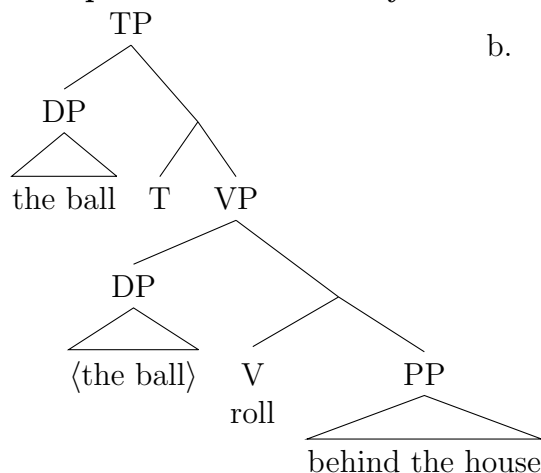 TP
b.
DP
the ball T VP
DP
⟨the ball⟩ V PP
roll
behind the house